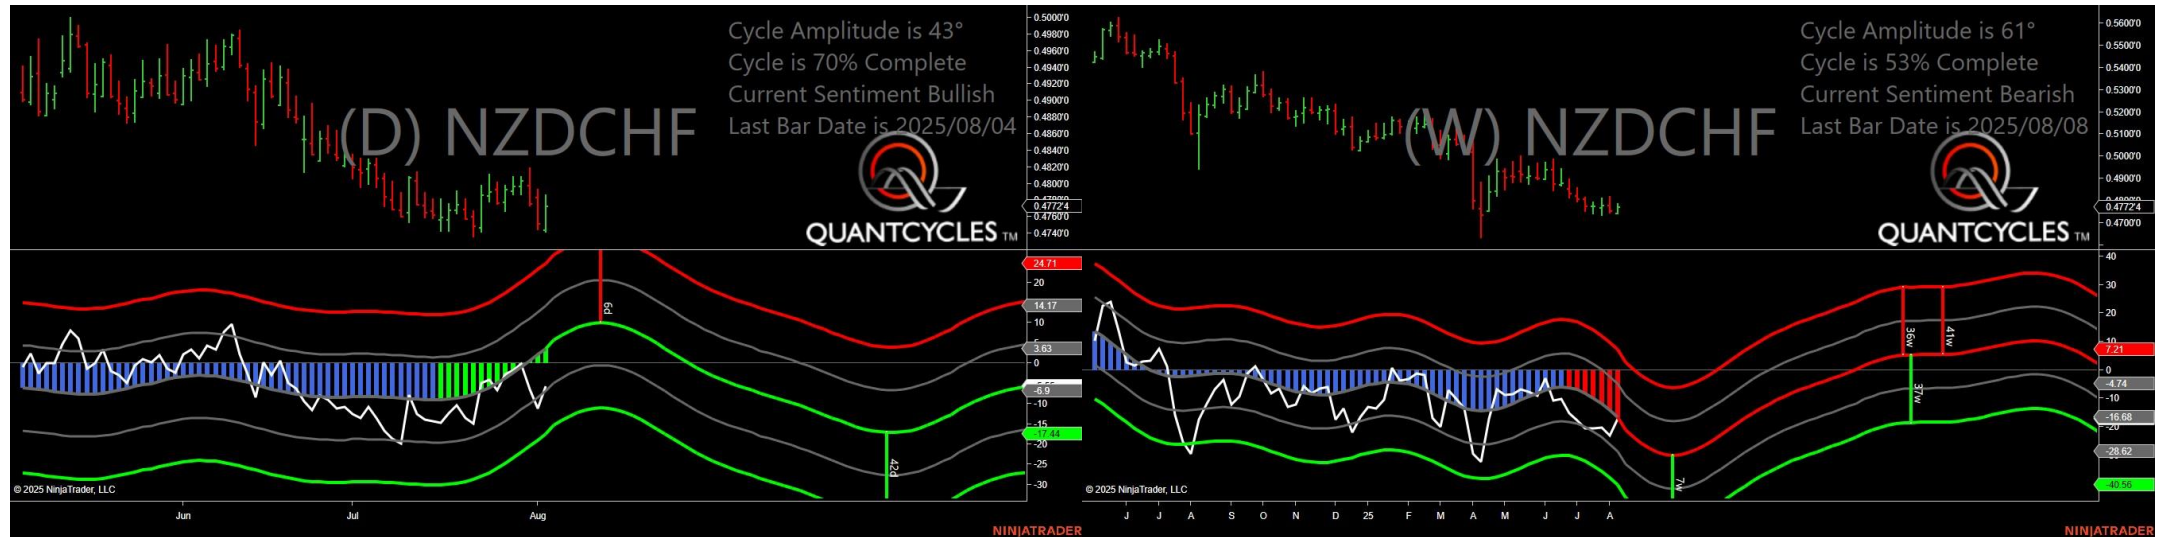 Cycle Amplitude is 43°
Cycle is 70% Complete
Current Sentiment Bullish
Last Bar Date is 2025/08/04
(D) NZDCHF
QUANTCYCLES TM
0.5000'0
0.4980'0
0.4960'0
0.4940'0
0.4920'0
0.4900'0
0.4880'0
0.4860'0
0.4840'0
0.4820'0
0.4800'0
0.4772'4
0.4760'0
0.4740'0
24.71
20
14.17
10
3.63
0
-6.9
-10
-15
-17.44
-20
-25
-30
6d
42d
© 2025 NinjaTrader, LLC
Jun
Jul
Aug
NINJATRADER
Cycle Amplitude is 61°
Cycle is 53% Complete
Current Sentiment Bearish
Last Bar Date is 2025/08/08
(W) NZDCHF
QUANTCYCLES TM
0.5600'0
0.5500'0
0.5400'0
0.5300'0
0.5200'0
0.5100'0
0.5000'0
0.4900'0
0.4772'4
0.4700'0
40
30
20
7.21
0
-4.74
-10
-16.68
-20
-28.62
-40.56
36w
41w
37w
7w
© 2025 NinjaTrader, LLC
J
J
A
S
O
N
D
25
F
M
A
M
J
J
A
NINJATRADER